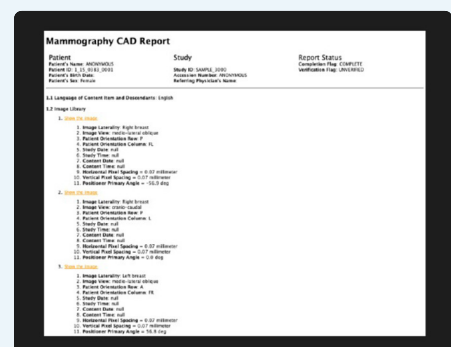 Mammography CAD Report
Patient
Patient's Name: ANONYMOUS
Patient ID:
Patient's Birth Date:
Patient's Sex: Female
Study
Study ID: SAMPLE_
Accession Number: ANONYMOUS
Referring Physician's Name
Report Status
Completion Flag: COMPLETE
Verification Flag: UNVERIFIED
1.1 Language of Content Item and Descendants: English
1.2 Image Library
1. Show the image
1. Image Laterality: Right breast
2. Image View: medio-lateral oblique
3. Patient Orientation Row: P
4. Patient Orientation Column: FL
5. Study Date: null
6. Study Time: null
7. Content Date: null
8. Content Time: null
9. Horizontal Pixel Spacing = 0.07 millimeter
10. Vertical Pixel Spacing = 0.07 millimeter
11. Positioner Primary Angle = deg
2. Show the image
1. Image Laterality: Right breast
2. Image View: cranio-caudal
3. Patient Orientation Row: P
4. Patient Orientation Column: L
5. Study Date: null
6. Study Time: null
7. Content Date: null
8. Content Time: null
9. Horizontal Pixel Spacing = 0.07 millimeter
10. Vertical Pixel Spacing = 0.07 millimeter
11. Positioner Primary Angle = deg
3. Show the image
1. Image Laterality: Left breast
2. Image View: medio-lateral oblique
3. Patient Orientation Row: A
4. Patient Orientation Column: FR
5. Study Date: null
6. Study Time: null
7. Content Date: null
8. Content Time: null
9. Horizontal Pixel Spacing = 0.07 millimeter
10. Vertical Pixel Spacing = 0.07 millimeter
11. Positioner Primary Angle = deg